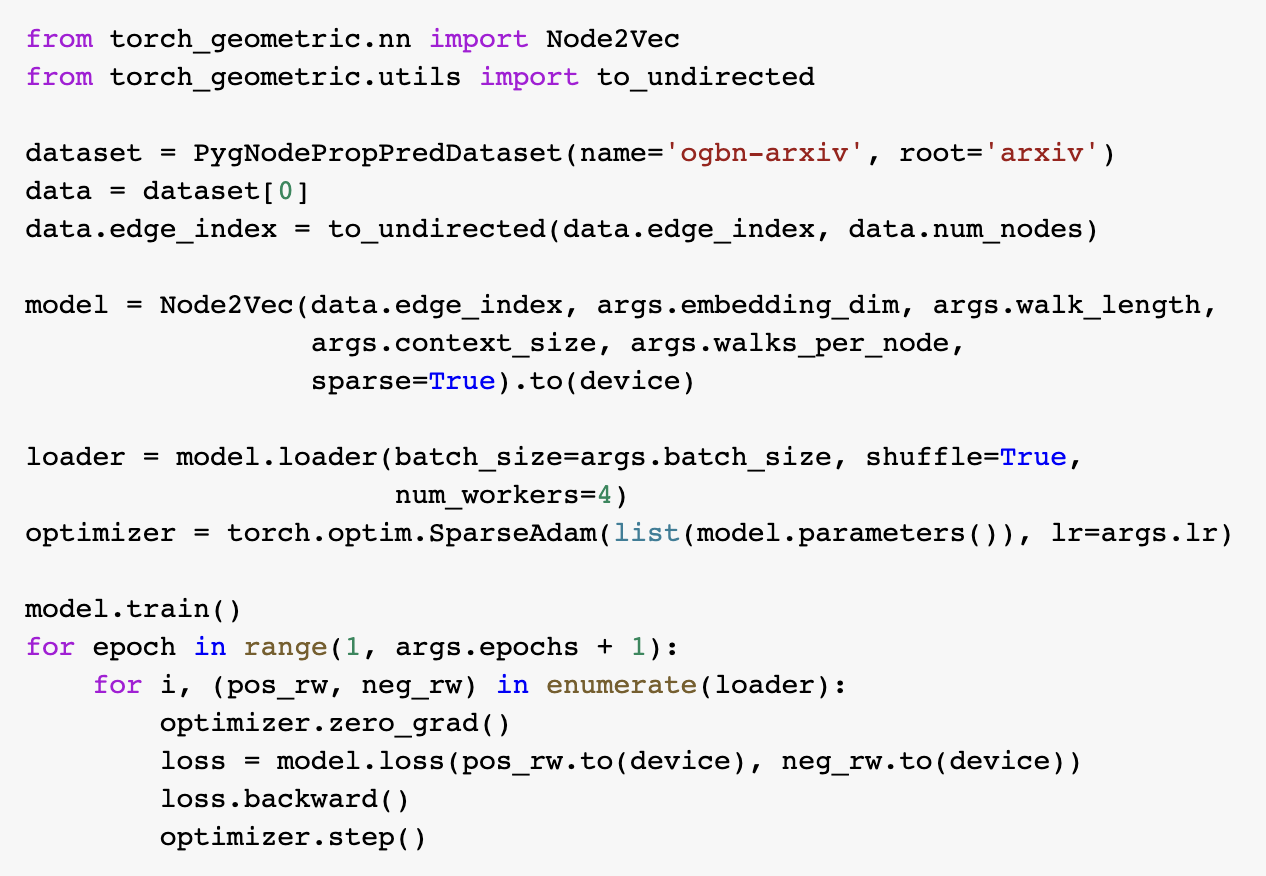 from torch_geometric.nn import Node2Vec
from torch_geometric.utils import to_undirected

dataset = PygNodePropPredDataset(name='ogbn-arxiv', root='arxiv')
data = dataset[0]
data.edge_index = to_undirected(data.edge_index, data.num_nodes)

model = Node2Vec(data.edge_index, args.embedding_dim, args.walk_length,
                 args.context_size, args.walks_per_node,
                 sparse=True).to(device)

loader = model.loader(batch_size=args.batch_size, shuffle=True,
                      num_workers=4)
optimizer = torch.optim.SparseAdam(list(model.parameters()), lr=args.lr)

model.train()
for epoch in range(1, args.epochs + 1):
    for i, (pos_rw, neg_rw) in enumerate(loader):
        optimizer.zero_grad()
        loss = model.loss(pos_rw.to(device), neg_rw.to(device))
        loss.backward()
        optimizer.step()